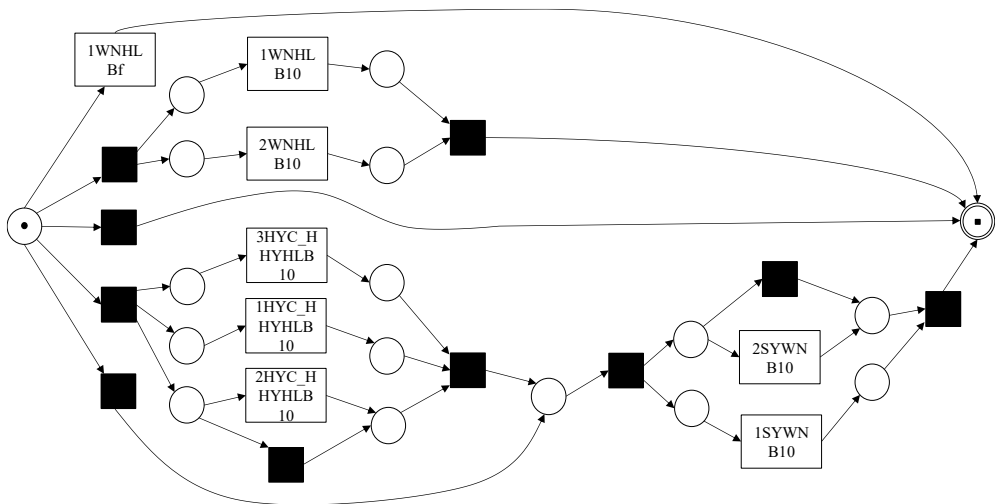 1WNHL
Bf
1WNHL
B10
2WNHL
B10
3HYC_H
HYHLB
10
1HYC_H
HYHLB
10
2HYC_H
HYHLB
10
2SYWN
B10
1SYWN
B10